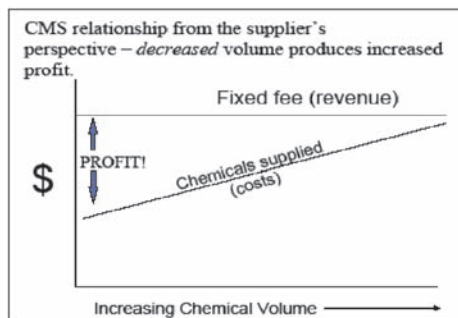 CMS relationship from the supplier's
perspective – decreased volume produces increased
profit.
Fixed fee (revenue)
PROFIT!
$
Chemicals supplied
(costs)
Increasing Chemical Volume